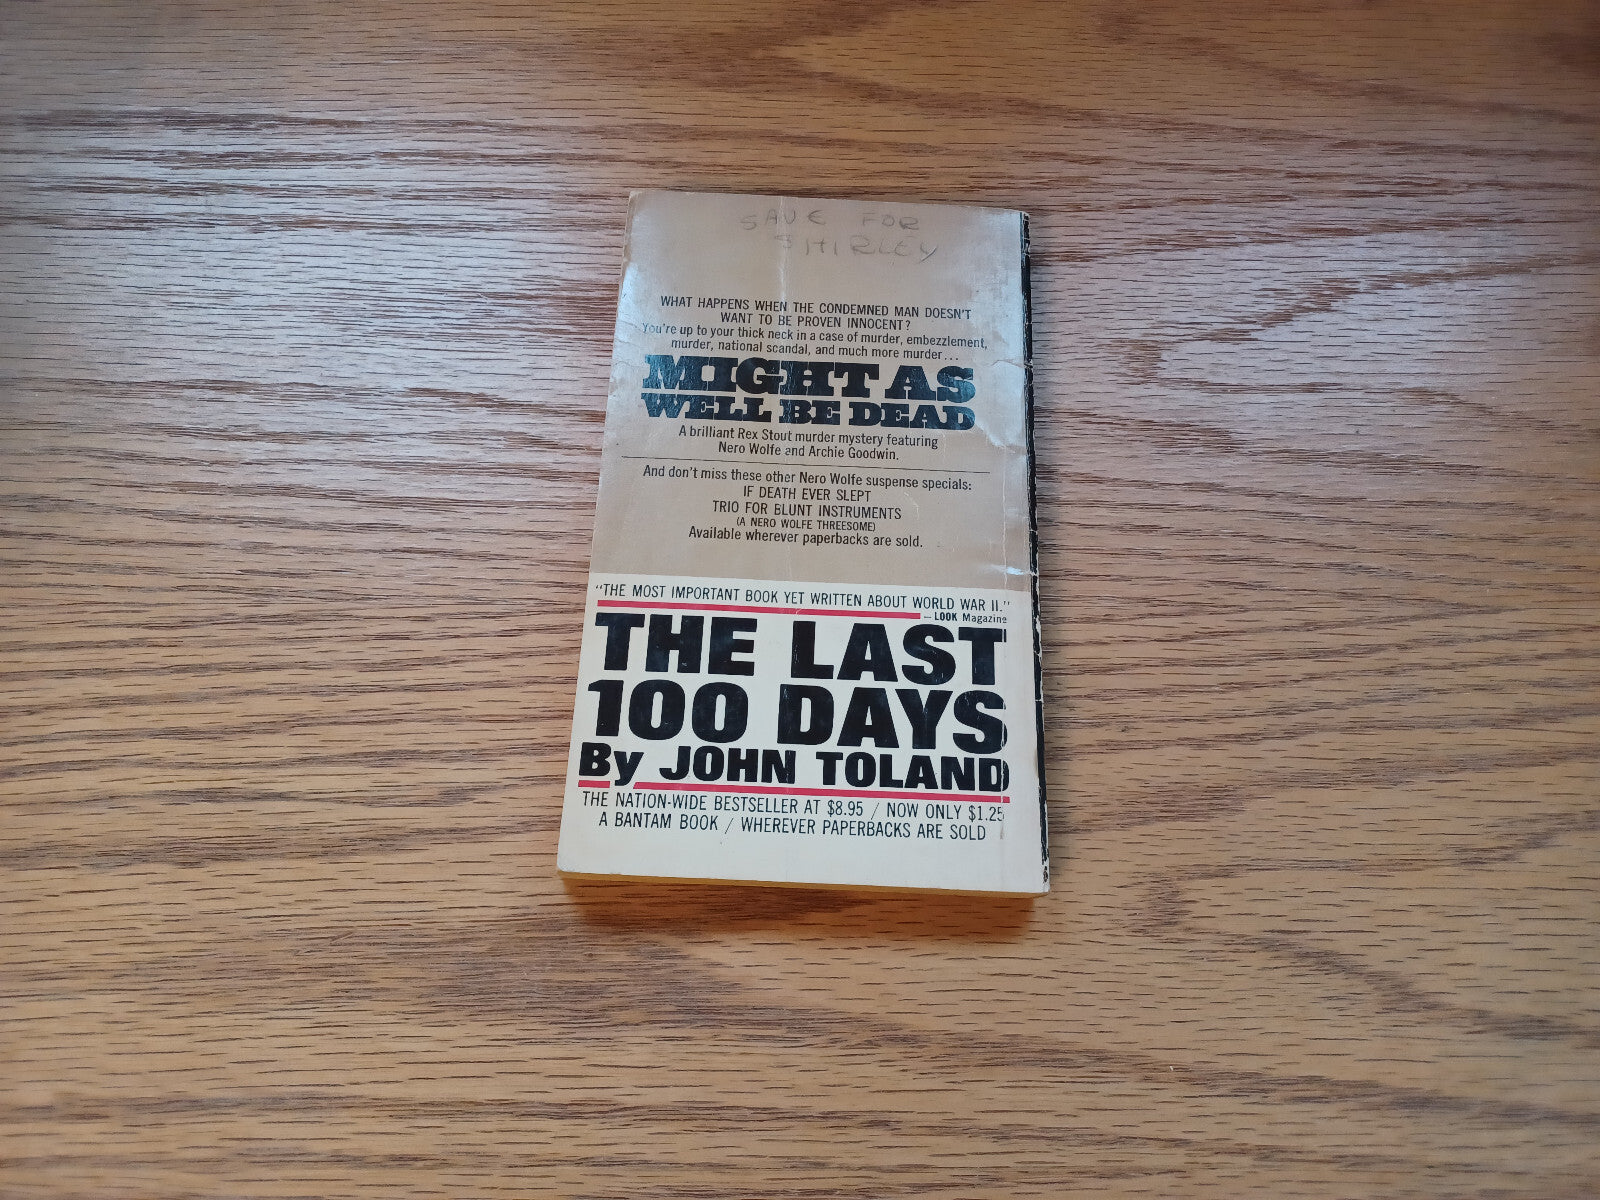 SAVE FOR
SHIRLEY
WHAT HAPPENS WHEN THE CONDEMNED MAN DOESN'T
WANT TO BE PROVEN INNOCENT?
You're up to your thick neck in a case of murder, embezzlement,
murder, national scandal, and much more murder...
MIGHT AS
WELL BE DEAD
A brilliant Rex Stout murder mystery featuring
Nero Wolfe and Archie Goodwin.
And don't miss these other Nero Wolfe suspense specials:
IF DEATH EVER SLEPT
TRIO FOR BLUNT INSTRUMENTS
(A NERO WOLFE THREESOME)
Available wherever paperbacks are sold.
"THE MOST IMPORTANT BOOK YET WRITTEN ABOUT WORLD WAR II."
—LOOK Magazine
THE LAST
100 DAYS
By JOHN TOLAND
THE NATION-WIDE BESTSELLER AT $8.95 / NOW ONLY $1.25
A BANTAM BOOK / WHEREVER PAPERBACKS ARE SOLD